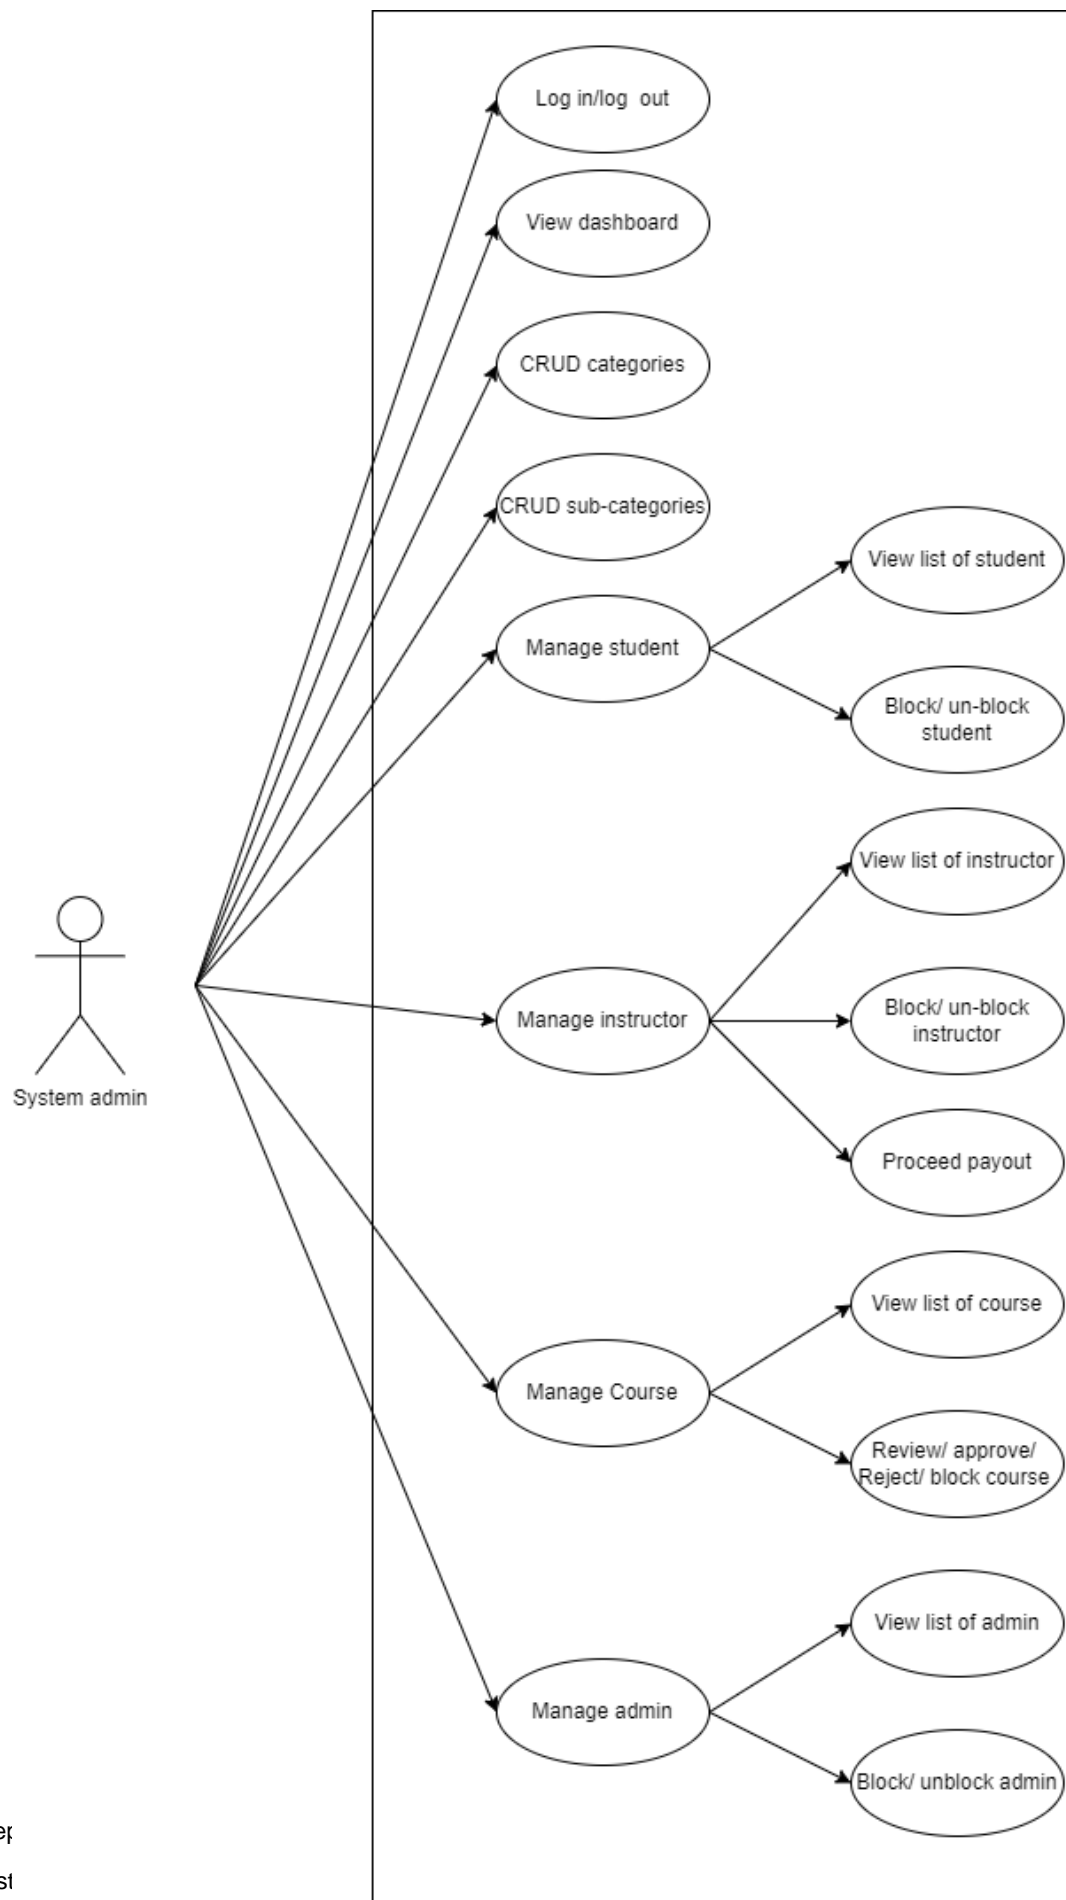 Log in/log  out
View dashboard
CRUD categories
CRUD sub-categories
View list of student
Manage student
Block/ un-block
student
View list of instructor
Manage instructor
Block/ un-block
instructor
System admin
Proceed payout
View list of course
Manage Course
Review/ approve/
Reject/ block course
View list of admin
Manage admin
Block/ unblock admin
st